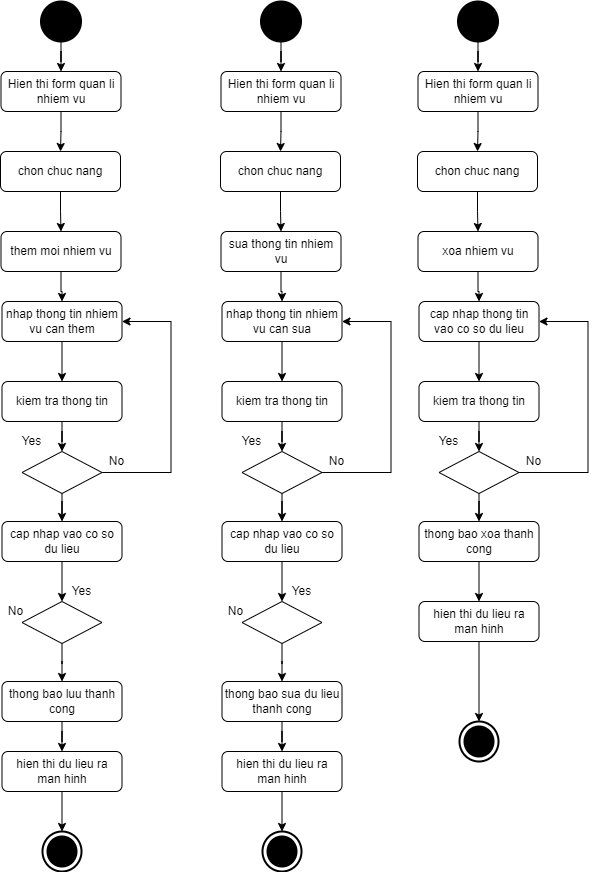 Hien thi form quan li
nhiem vu
chon chuc nang
them moi nhiem vu
nhap thong tin nhiem
vu can them
kiem tra thong tin
Yes
No
cap nhap vao co so
du lieu
Yes
No
thong bao luu thanh
cong
hien thi du lieu ra
man hinh
Hien thi form quan li
nhiem vu
chon chuc nang
sua thong tin nhiem
vu
nhap thong tin nhiem
vu can sua
kiem tra thong tin
Yes
No
cap nhap vao co so
du lieu
Yes
No
thong bao sua du lieu
thanh cong
hien thi du lieu ra
man hinh
Hien thi form quan li
nhiem vu
chon chuc nang
xoa nhiem vu
cap nhap thong tin
vao co so du lieu
kiem tra thong tin
Yes
No
thong bao xoa thanh
cong
hien thi du lieu ra
man hinh